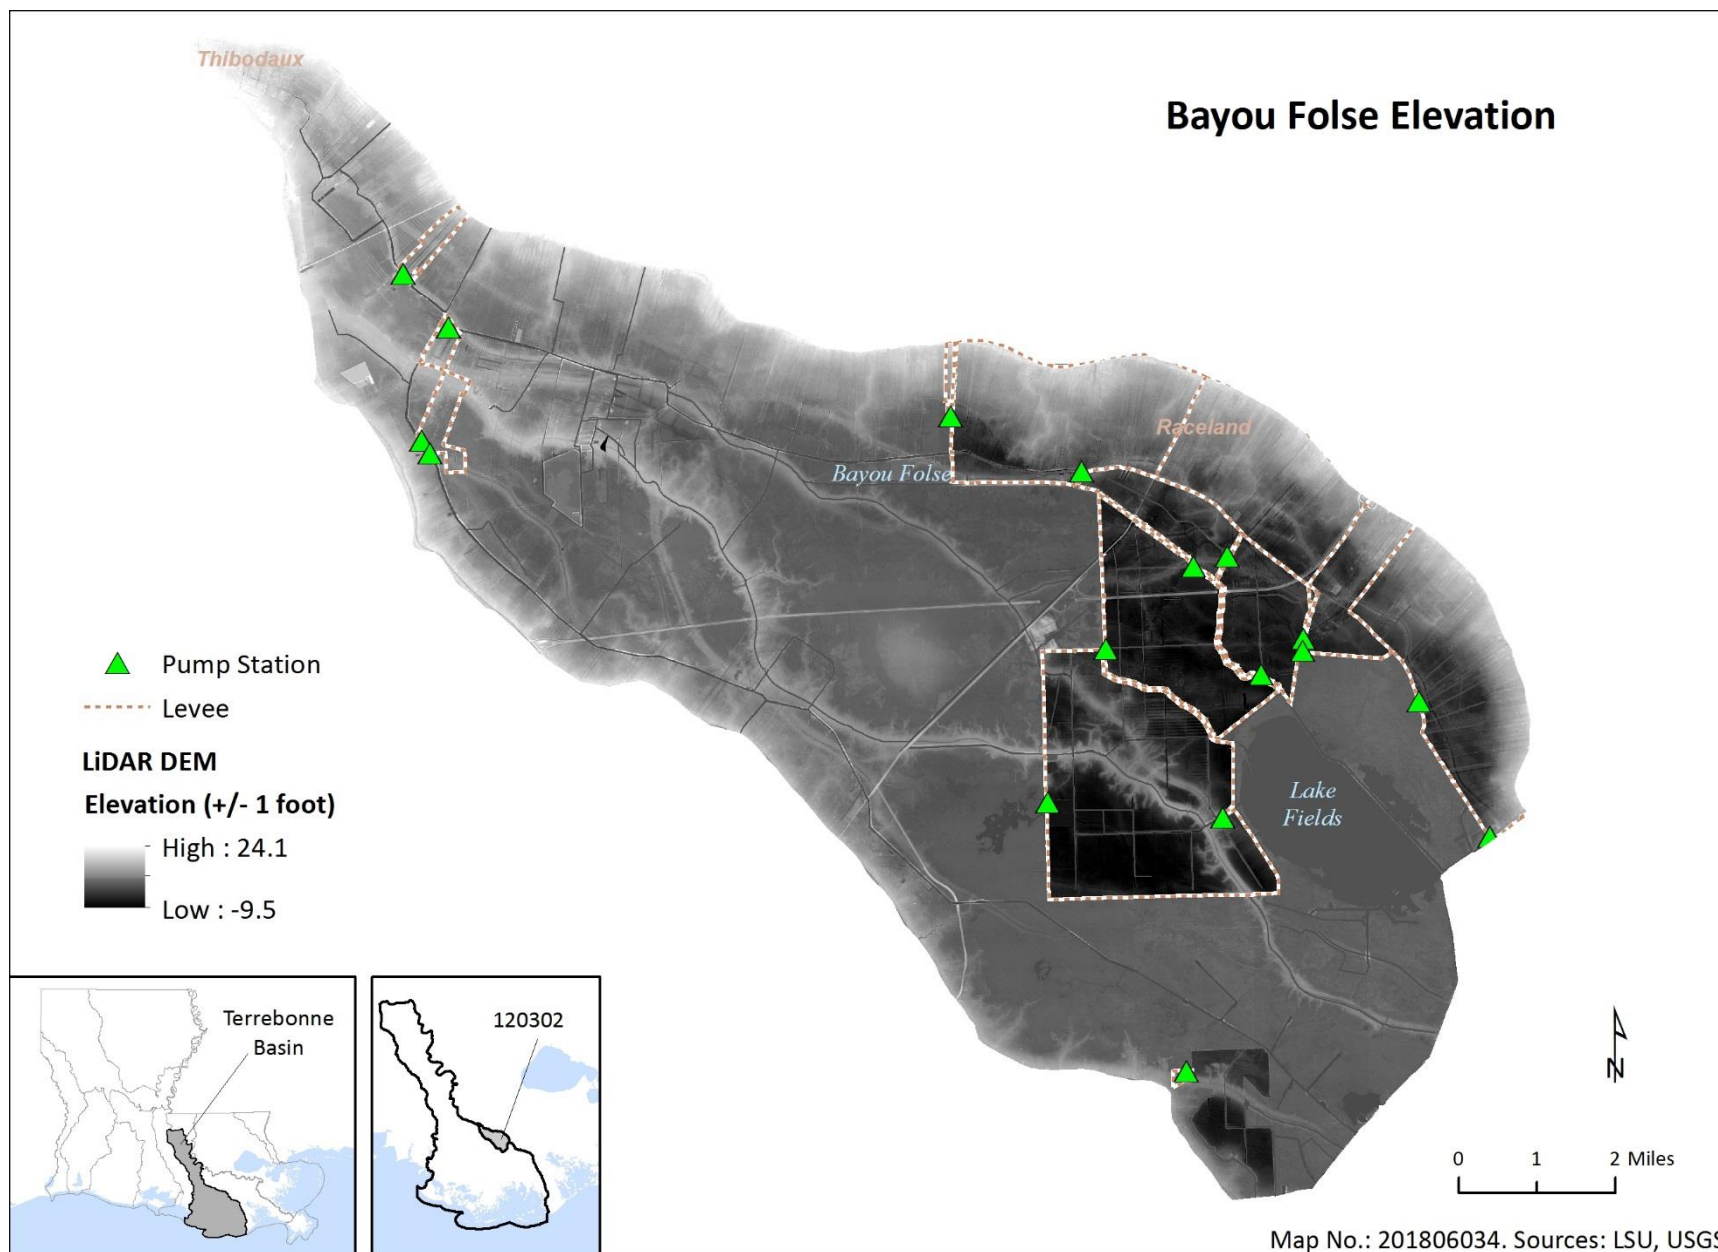 Thibodaux
Bayou Folse Elevation
Raceland
Bayou Folse
Pump Station
Levee
LiDAR DEM
Elevation (+/- 1 foot)
High : 24.1
Low : -9.5
Lake
Fields
Terrebonne
Basin
120302
N
0 1 2 Miles
Map No.: 201806034. Sources: LSU, USGS